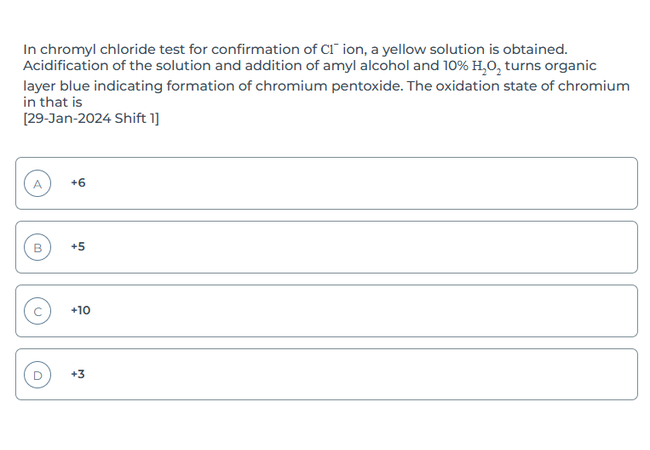 In chromyl chloride test for confirmation of Cl⁻ ion, a yellow solution is obtained.
Acidification of the solution and addition of amyl alcohol and 10% H₂O₂ turns organic
layer blue indicating formation of chromium pentoxide. The oxidation state of chromium
in that is
[29-Jan-2024 Shift 1]
A +6
B +5
C +10
D +3